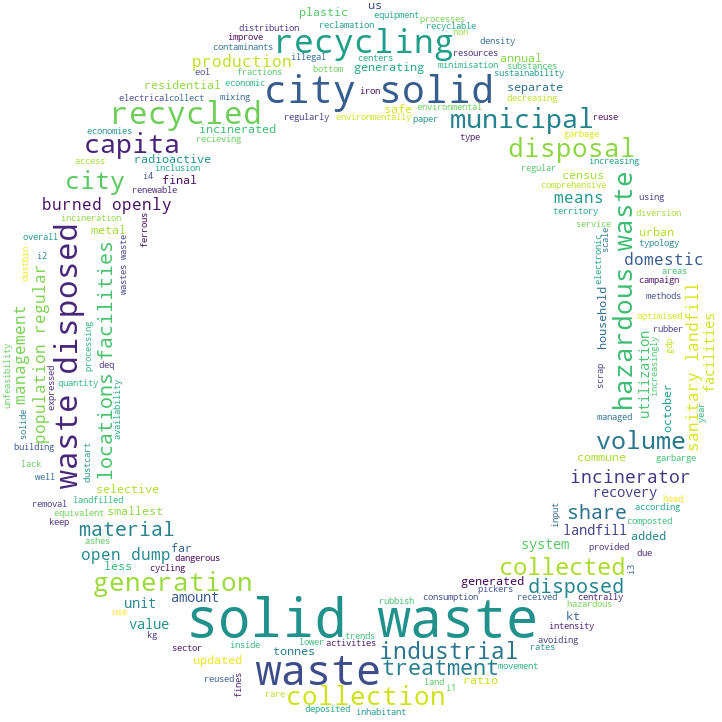 us
plastic
equipment
processes
distribution
reclamation
recyclable
improve
non
recycling
density
contaminants
illegal
centers
resources
annual
production
bottom
generating
minimisation
substances
eol
fractions
sustainability
residential
economic
city solid
separate
electricalcollect
mixing
iron
decreasing
recycled
regularly
environmentally
safe
environmental
paper
municipal
reuse
economies
incinerated
type
garbage
capita
recieving
disposal
access
radioactive
increasing
inclusion
regular
census
city
i4
final
comprehensive
means
using
renewable
burned openly
territory
diversion
incineration
service
urban
overall
metal
ferrous
typology
i2
wastes waste
scale
electronic
domestic
dustbin
areas
campaign
hazardous waste
methods
waste disposed
locations facilities
population regular
management
household
optimised
sanitary landfill
facilities
rubber
gdp
increasingly
utilization
processing
unfeasibility
expressed
deq
scrap
quantity
availability
managed
october
year
solide
building
volume
well
dustcart
lack
commune
garbarge
incinerator
selective
recovery
head
landfilled
removal
equivalent
smallest
share
according
keep
input
composted
material
landfill
provided
added
due
ashes
open dump
far
system
less
dangerous
cycling
collected
i3
generation
generated
disposed
unit
amount
pickers
centrally
rubbish
consumption
received
hazardous
use
value
solid waste
kt
intensity
kg
sector
inside
lower
trends
activities
industrial
avoiding
rates
updated
tonnes
waste
treatment
movement
reused
fines
land
i1
ratio
rare
collection
deposited
inhabitant